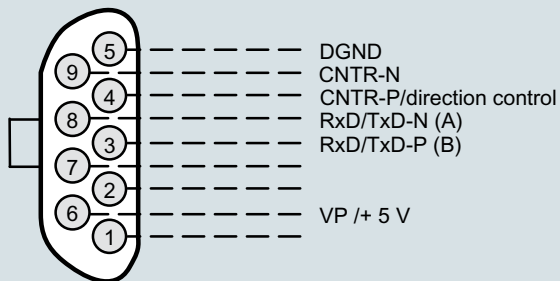 5 DGND
9 CNTR-N
4 CNTR-P/direction control
8 RxD/TxD-N (A)
3 RxD/TxD-P (B)
7
2
6 VP /+ 5 V
1